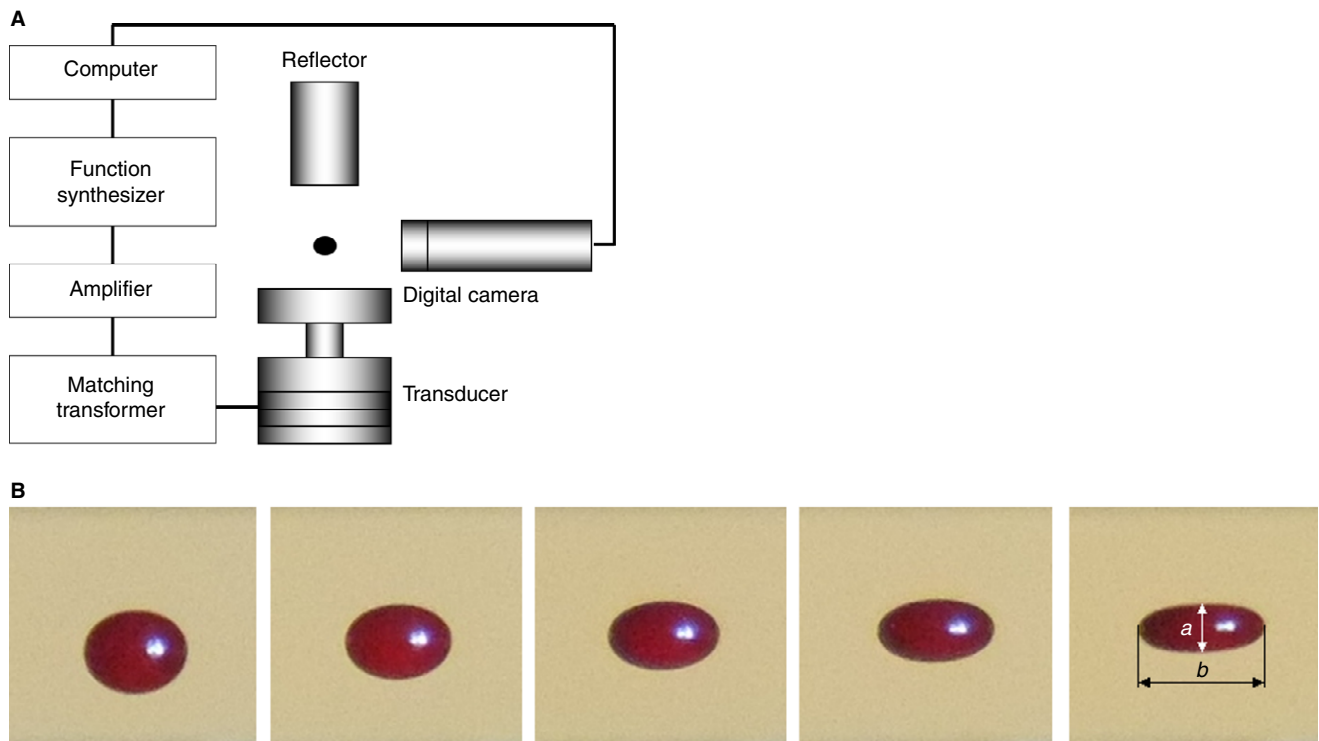 A
Computer
Reflector
Function
synthesizer
Amplifier
Digital camera
Matching
transformer
Transducer
B
a
b